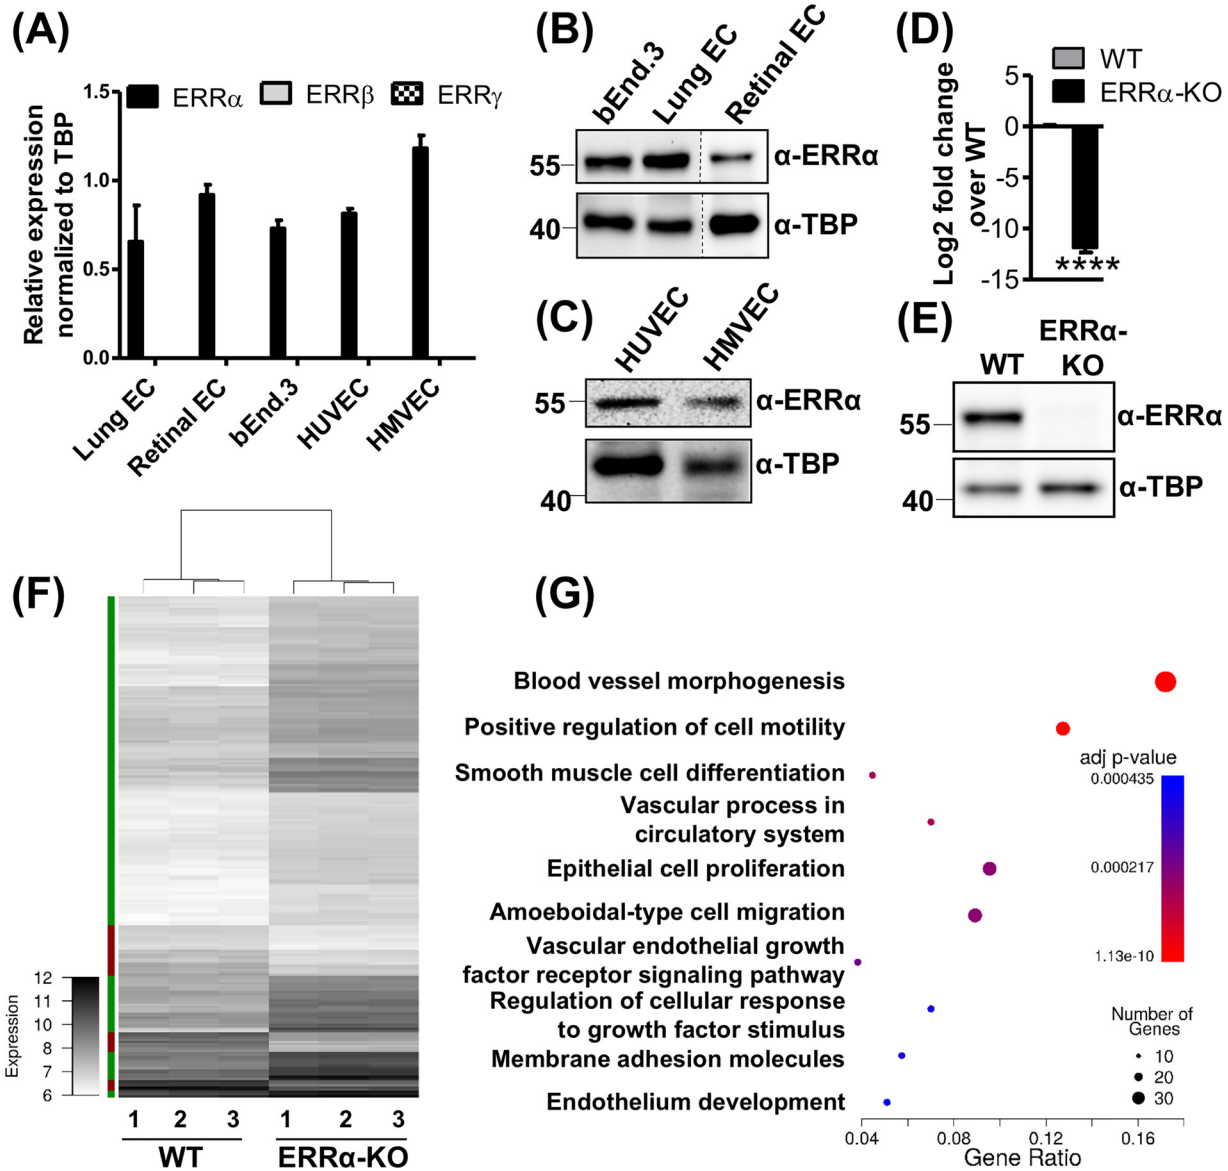 (A)
ERRα
ERRβ
ERRγ
Relative expression
normalized to TBP
1.5
1.0
0.5
0.0
Lung EC
Retinal EC
bEnd.3
HUVEC
HMVEC
(B)
bEnd.3
Lung EC
Retinal EC
55
α-ERRα
40
α-TBP
(C)
HUVEC
HMVEC
55
α-ERRα
α-TBP
40
(D)
WT
ERRα-KO
Log2 fold change
over WT
5
0
-5
-10
-15
****
(E)
WT
ERRα-
KO
55
α-ERRα
40
α-TBP
(F)
Expression
12
11
10
8
7
6
1 2 3 1 2 3
WT
ERRα-KO
(G)
Blood vessel morphogenesis
Positive regulation of cell motility
Smooth muscle cell differentiation
Vascular process in
circulatory system
Epithelial cell proliferation
Amoeboidal-type cell migration
Vascular endothelial growth
factor receptor signaling pathway
Regulation of cellular response
to growth factor stimulus
Membrane adhesion molecules
Endothelium development
adj p-value
0.000435
0.000217
1.13e-10
Number of
Genes
10
20
30
0.04 0.08 0.12 0.16
Gene Ratio